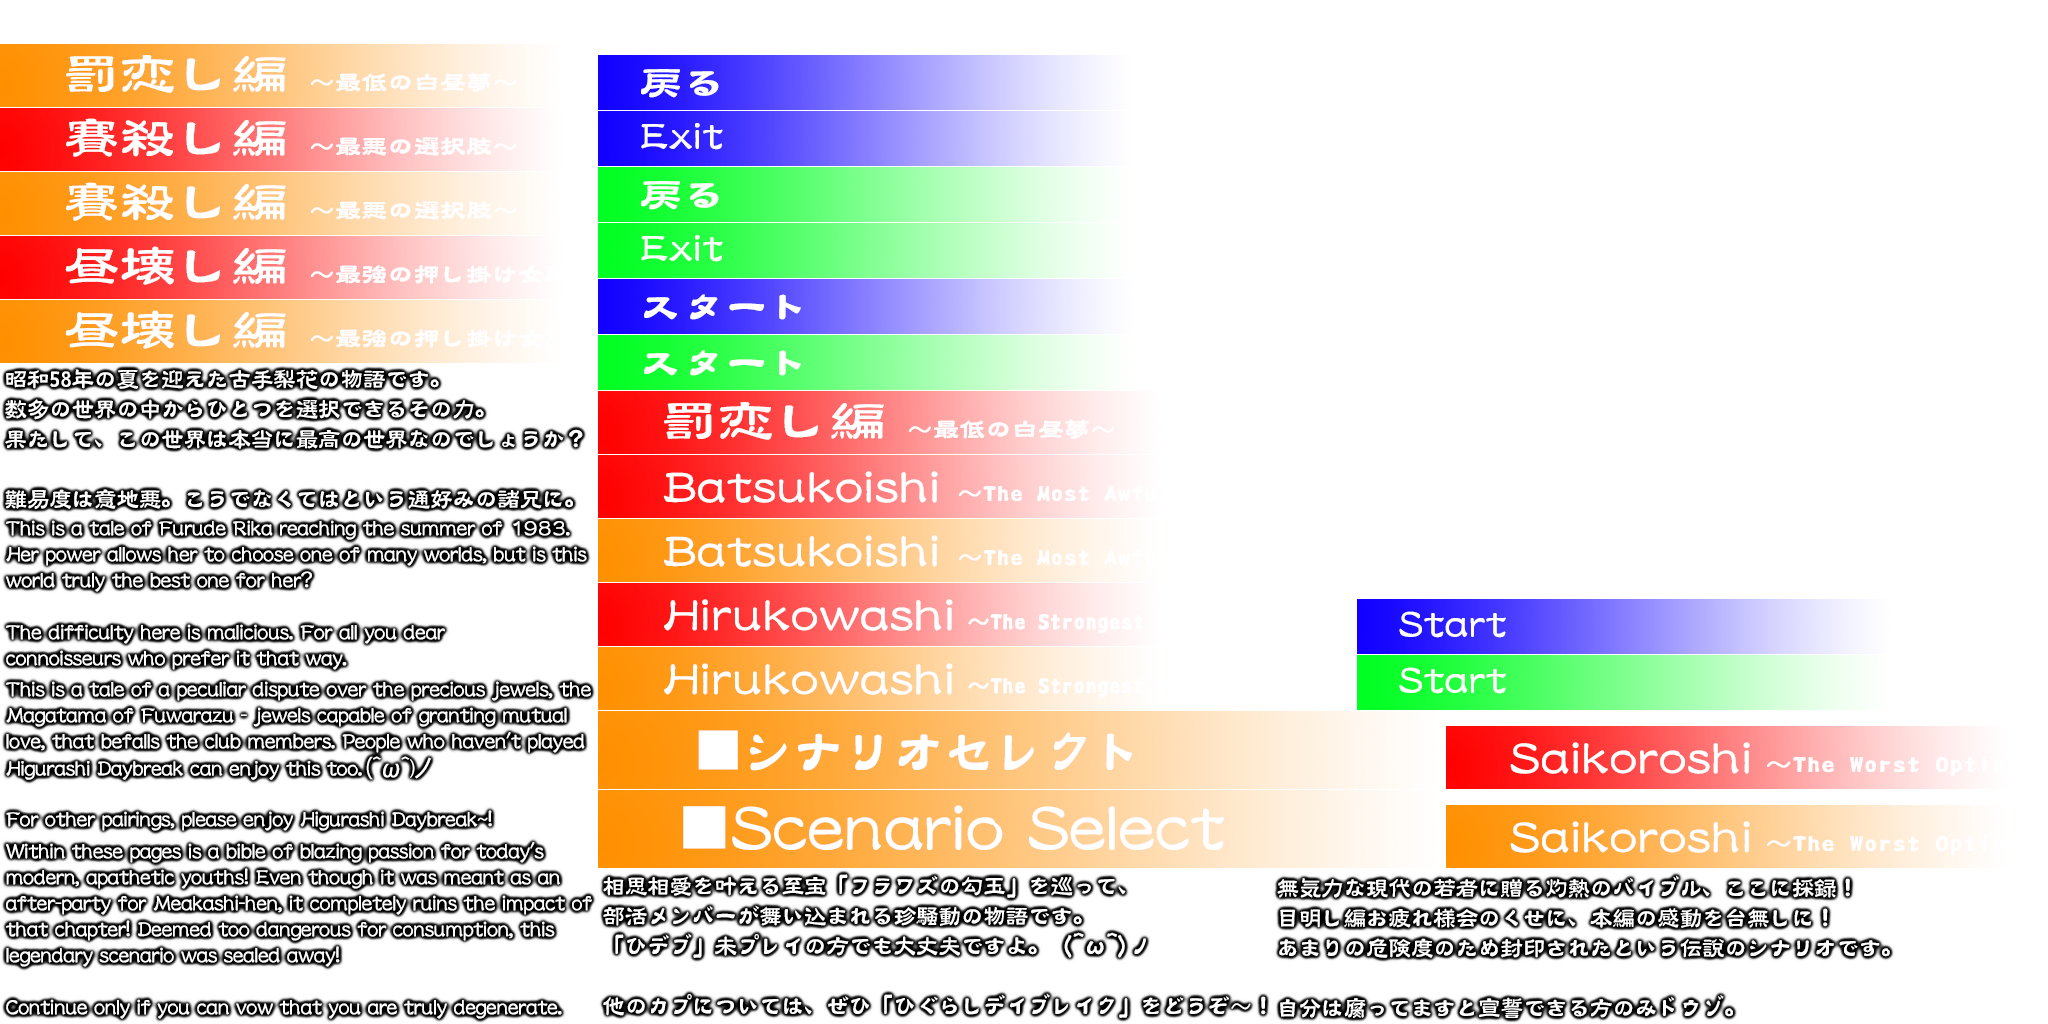 罰恋し編 ～最低の白昼夢～
賽殺し編 ～最悪の選択肢～
賽殺し編 ～最悪の選択肢～
昼壊し編 ～最強の押し掛け女
昼壊し編 ～最強の押し掛け女
昭和58年の夏を迎えた古手梨花の物語です。
数多の世界の中からひとつを選択できるその力。
果たして、この世界は本当に最高の世界なのでしょうか？
難易度は意地悪。こうでなくてはという通好みの諸兄に。
This is a tale of Furude Rika reaching the summer of 1983.
Her power allows her to choose one of many worlds, but is this
world truly the best one for her?
The difficulty here is malicious. For all you dear
connoisseurs who prefer it that way.
This is a tale of a peculiar dispute over the precious jewels, the
Magatama of Fuwarazu - jewels capable of granting mutual
love, that befalls the club members. People who haven't played
Higurashi Daybreak can enjoy this too.(^ω^)ノ
For other pairings, please enjoy Higurashi Daybreak~!
Within these pages is a bible of blazing passion for today's
modern, apathetic youths! Even though it was meant as an
after-party for Meakashi-hen, it completely ruins the impact of
that chapter! Deemed too dangerous for consumption, this
legendary scenario was sealed away!
Continue only if you can vow that you are truly degenerate.
戻る
Exit
戻る
Exit
スタート
スタート
罰恋し編 ～最低の白昼夢～
Batsukoishi ～The Most Awf
Batsukoishi ～The Most Awf
Hirukowashi ～The Strongest
Hirukowashi ～The Strongest
■シナリオセレクト
■Scenario Select
相思相愛を叶える至宝「フワラズの勾玉」を巡って、
部活メンバーが舞い込まれる珍騒動の物語です。
「ひデブ」未プレイの方でも大丈夫ですよ。（^ω^）ノ
他のカプについては、ぜひ「ひぐらしデイブレイク」をどうぞ～！
Start
Start
Saikoroshi ～The Worst Opti
Saikoroshi ～The Worst Opti
無気力な現代の若者に贈る灼熱のバイブル、ここに採録！
目明し編お疲れ様会のくせに、本編の感動を台無しに！
あまりの危険度のため封印されたという伝説のシナリオです。
自分は腐ってますと宣誓できる方のみドウゾ。